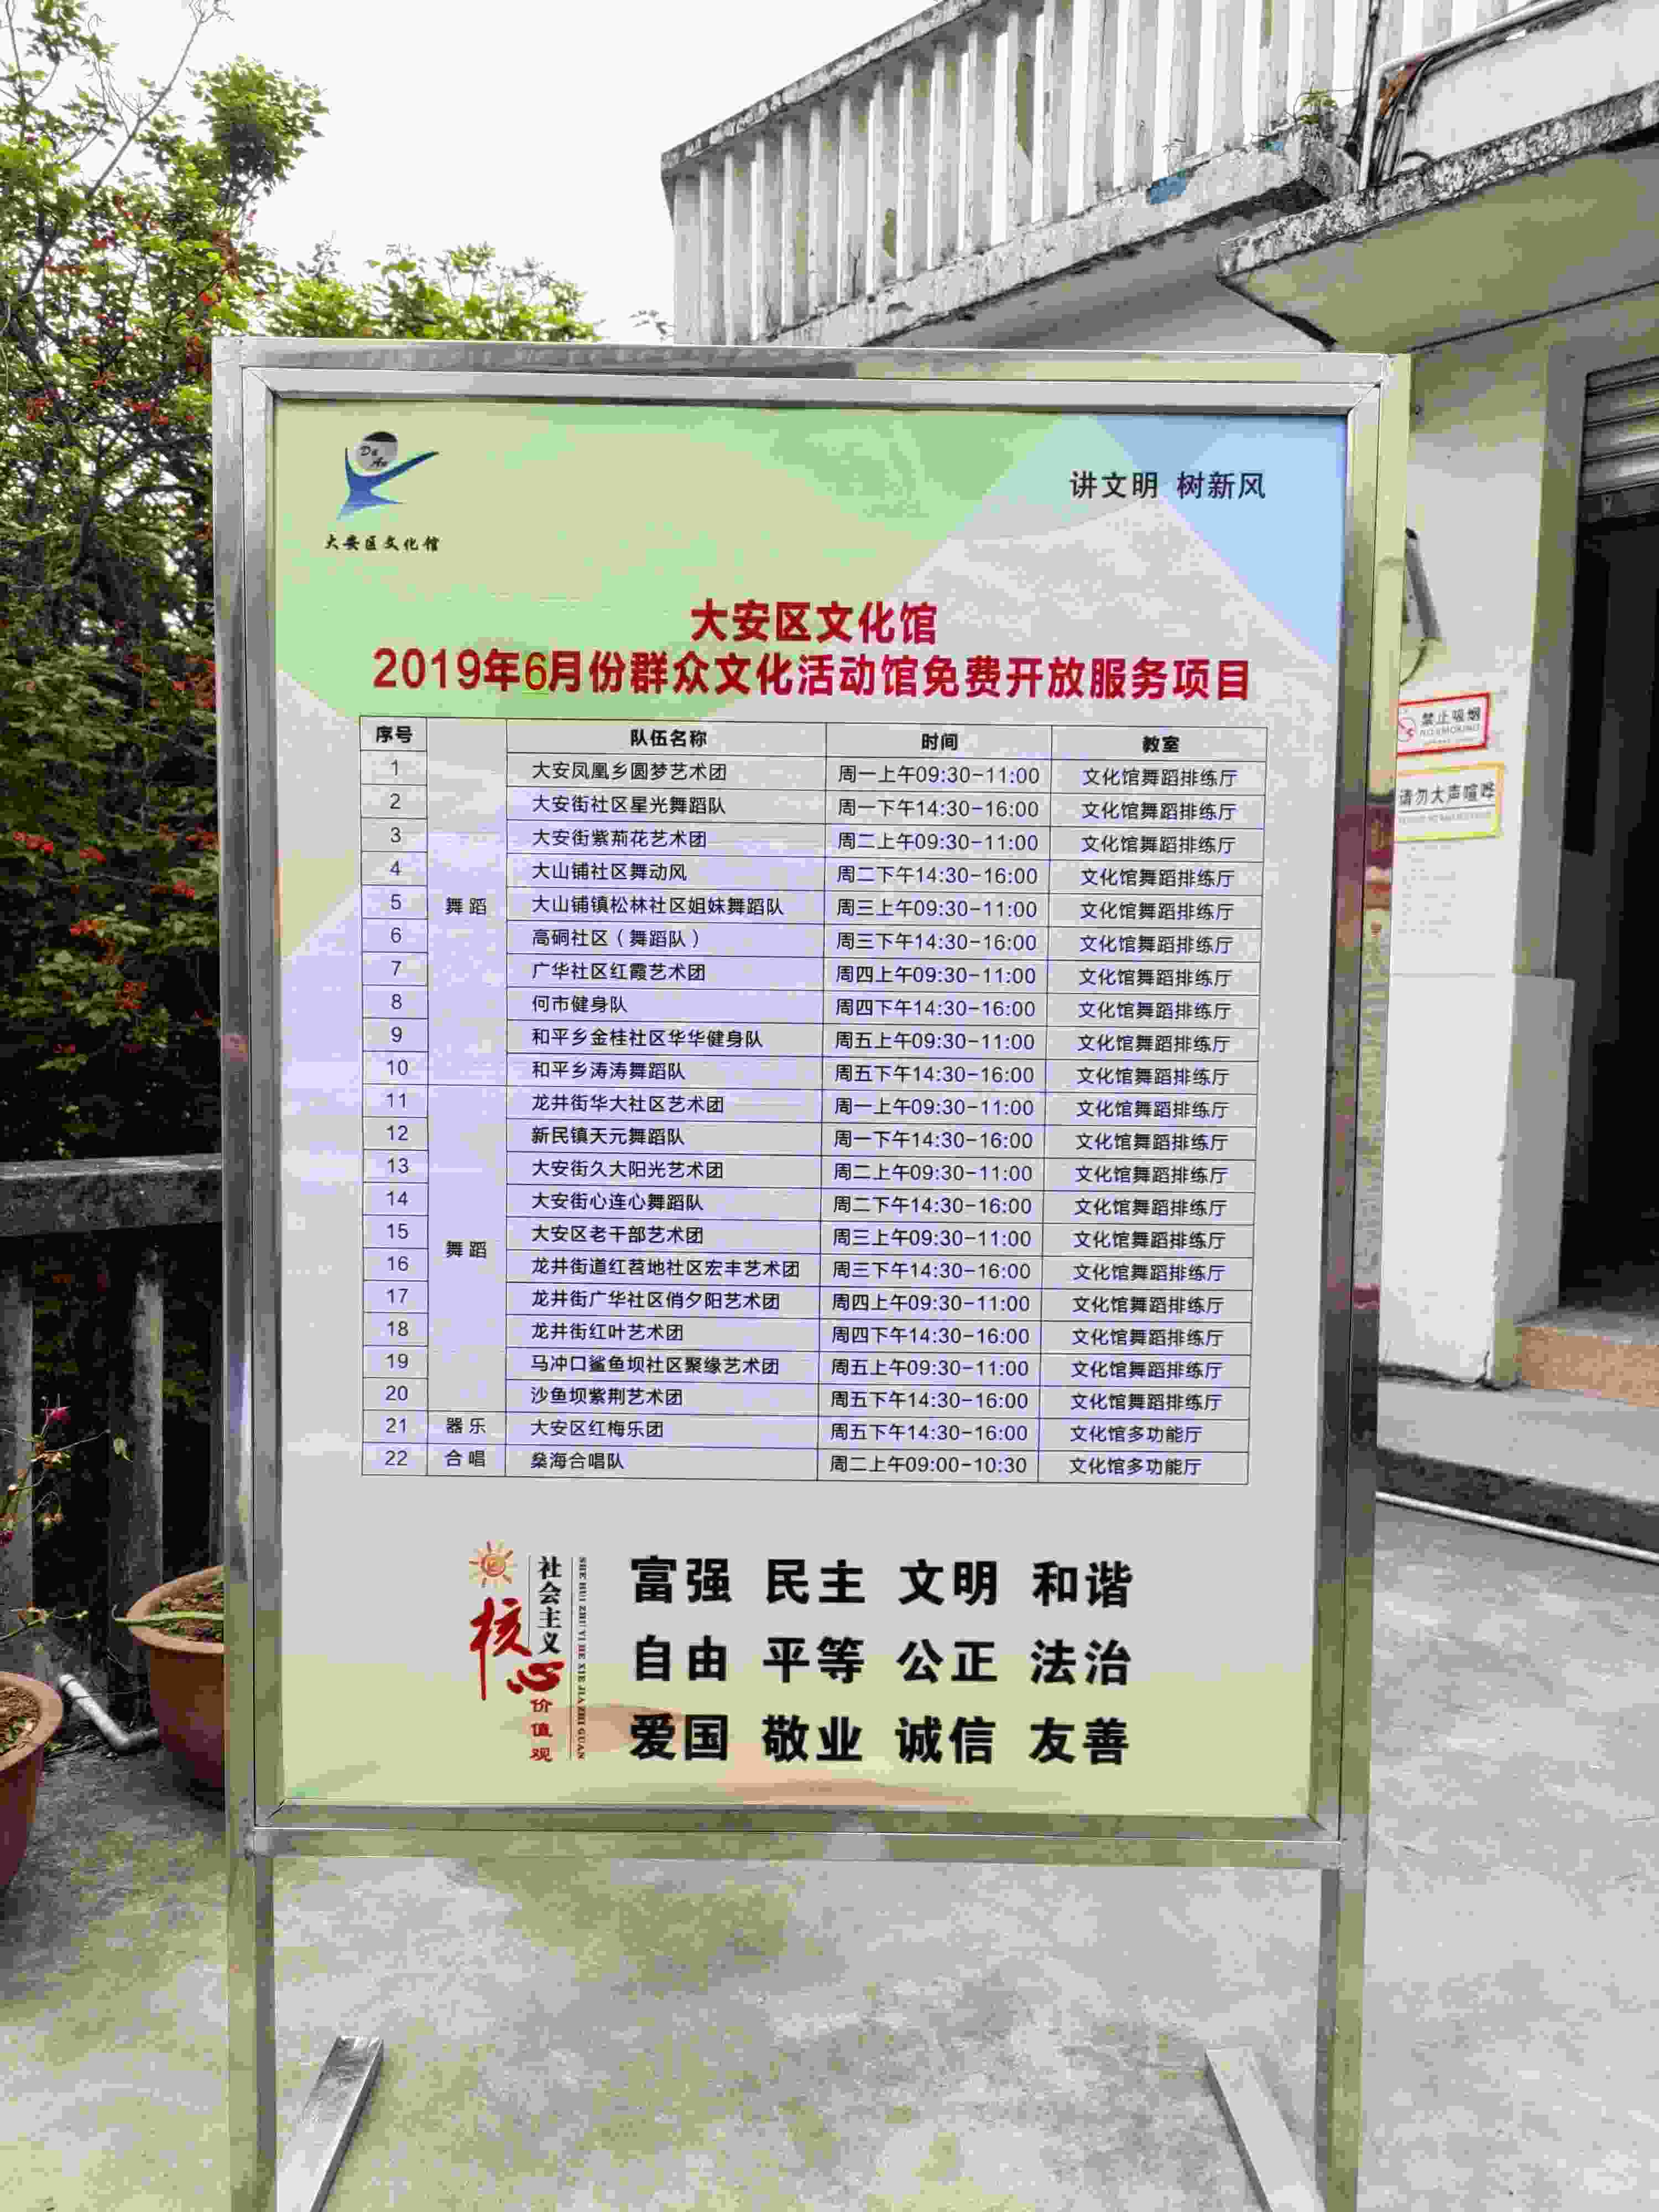 Da An
大安区文化馆
讲文明 树新风
大安区文化馆
2019年6月份群众文化活动馆免费开放服务项目
序号 队伍名称 时间 教室
1 大安凤凰乡圆梦艺术团 周一上午09:30-11:00 文化馆舞蹈排练厅
2 大安街社区星光舞蹈队 周一下午14:30-16:00 文化馆舞蹈排练厅
3 大安街紫荊花艺术团 周二上午09:30-11:00 文化馆舞蹈排练厅
4 大山铺社区舞动风 周二下午14:30-16:00 文化馆舞蹈排练厅
5 舞蹈 大山铺镇松林社区姐妹舞蹈队 周三上午09:30-11:00 文化馆舞蹈排练厅
6 高硐社区（舞蹈队） 周三下午14:30-16:00 文化馆舞蹈排练厅
7 广华社区红霞艺术团 周四上午09:30-11:00 文化馆舞蹈排练厅
8 何市健身队 周四下午14:30-16:00 文化馆舞蹈排练厅
9 和平乡金桂社区华华健身队 周五上午09:30-11:00 文化馆舞蹈排练厅
10 和平乡涛涛舞蹈队 周五下午14:30-16:00 文化馆舞蹈排练厅
11 龙井街华大社区艺术团 周一上午09:30-11:00 文化馆舞蹈排练厅
12 新民镇天元舞蹈队 周一下午14:30-16:00 文化馆舞蹈排练厅
13 大安街久大阳光艺术团 周二上午09:30-11:00 文化馆舞蹈排练厅
14 大安街心连心舞蹈队 周二下午14:30-16:00 文化馆舞蹈排练厅
15 舞蹈 大安区老干部艺术团 周三上午09:30-11:00 文化馆舞蹈排练厅
16 龙井街道红苕地社区宏丰艺术团 周三下午14:30-16:00 文化馆舞蹈排练厅
17 龙井街广华社区俏夕阳艺术团 周四上午09:30-11:00 文化馆舞蹈排练厅
18 龙井街红叶艺术团 周四下午14:30-16:00 文化馆舞蹈排练厅
19 马冲口鲨鱼坝社区聚缘艺术团 周五上午09:30-11:00 文化馆舞蹈排练厅
20 沙鱼坝紫荆艺术团 周五下午14:30-16:00 文化馆舞蹈排练厅
21 器乐 大安区红梅乐团 周五下午14:30-16:00 文化馆多功能厅
22 合唱 燊海合唱队 周二上午09:00-10:30 文化馆多功能厅
社会主义
核心
价值观
SHE HUI ZHU YI HE XIE JIA ZHI GUAN
富强 民主 文明 和谐
自由 平等 公正 法治
爱国 敬业 诚信 友善
禁止吸烟
NO SMOKING
请勿大声喧哗